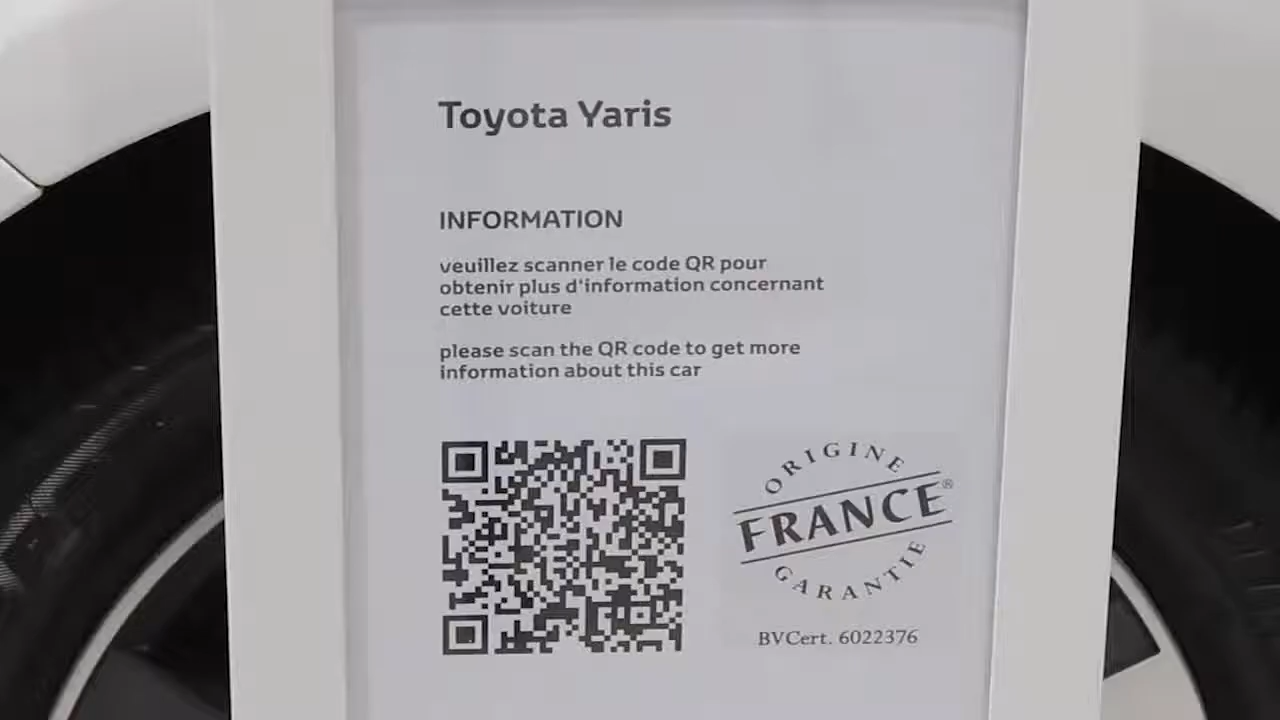 Toyota Yaris
INFORMATION
veuillez scanner le code QR pour
obtenir plus d'information concernant
cette voiture
please scan the QR code to get more
information about this car
ORIGINE
FRANCE®
GARANTIE
BVCert. 6022376